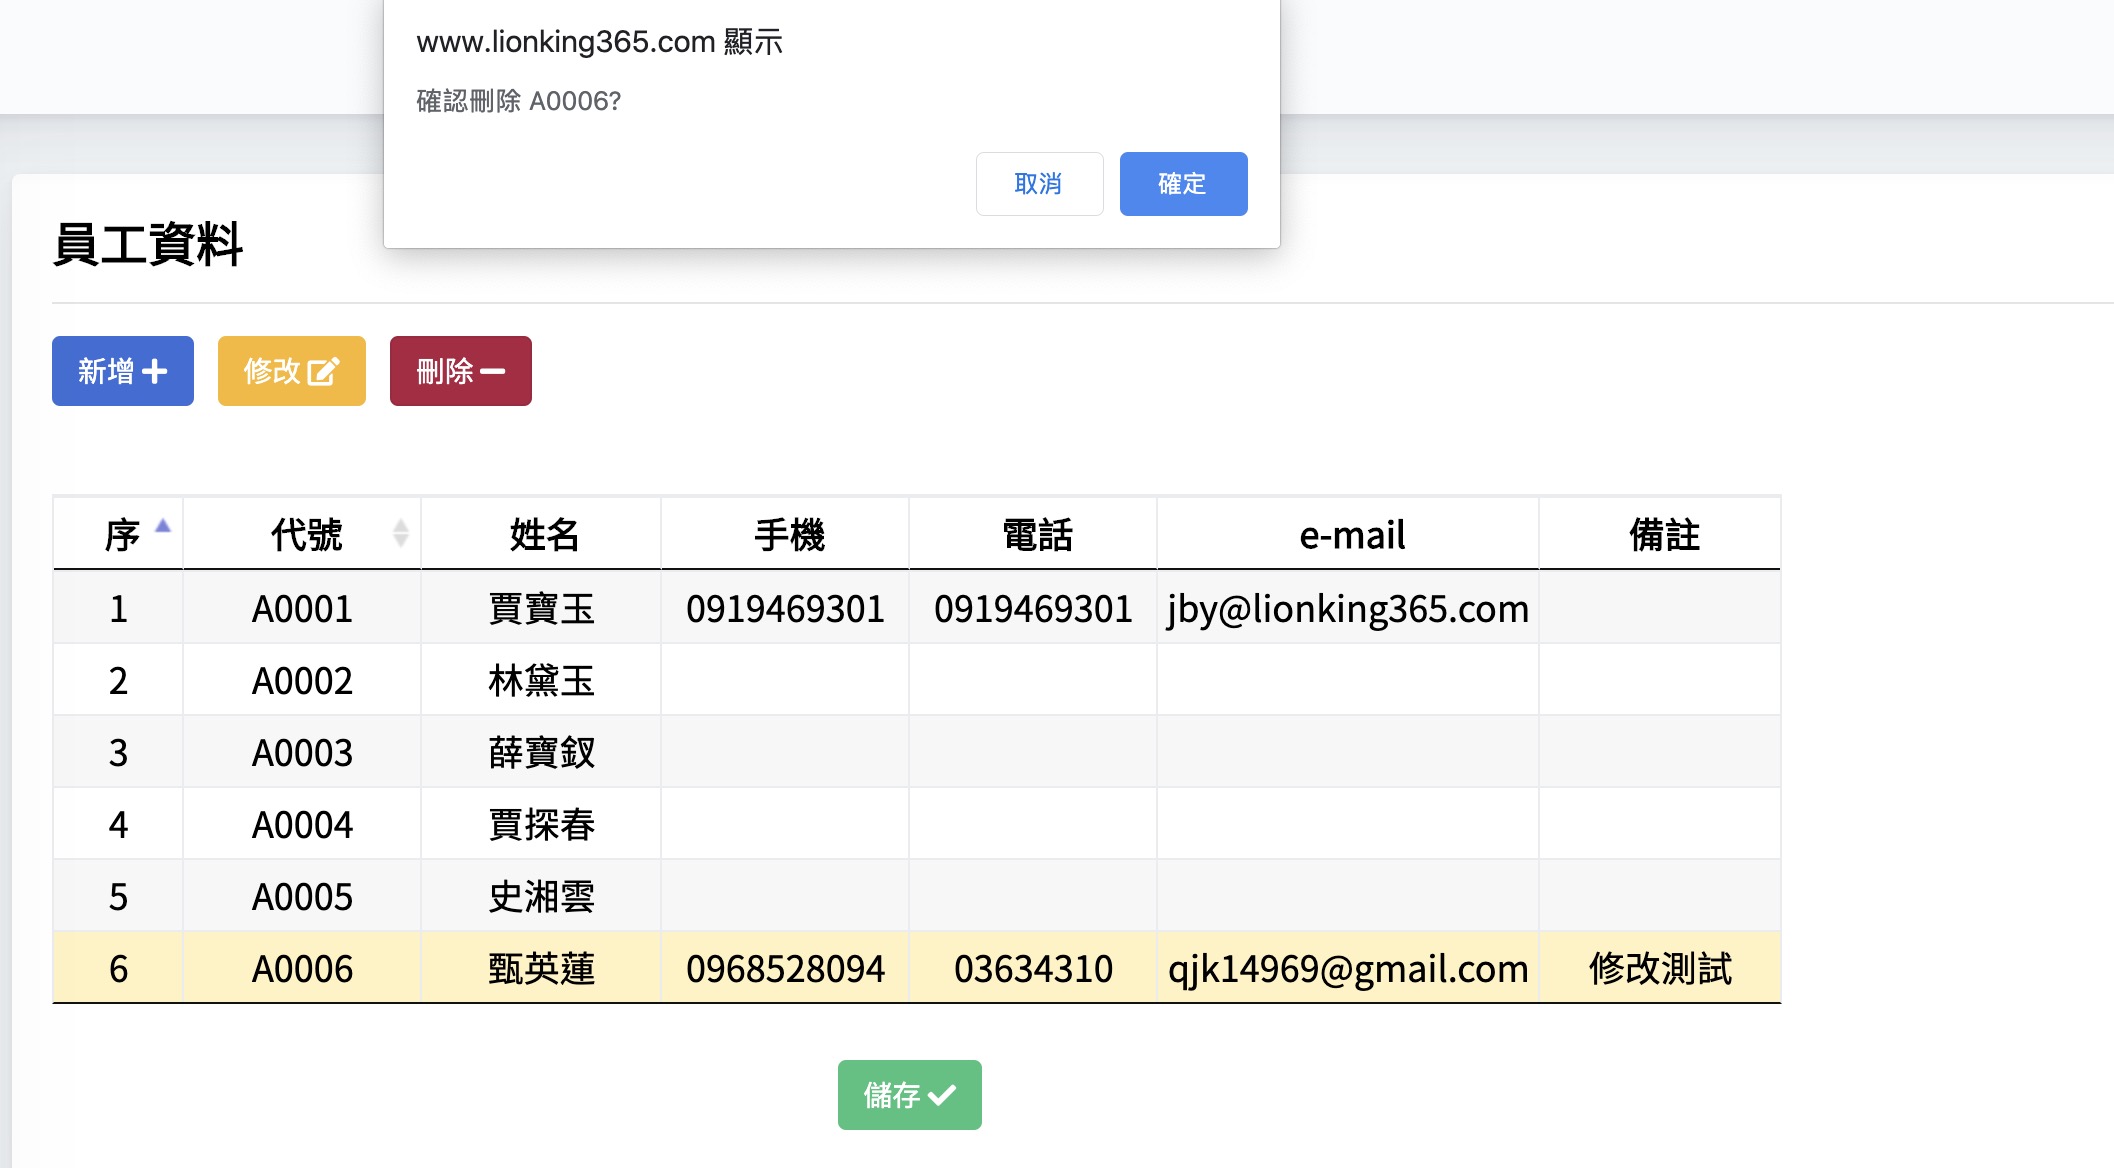 www.lionking365.com 顯示
確認刪除 A0006?
取消 確定
員工資料
新增 修改 刪除
序 代號 姓名 手機 電話 e-mail 備註
1 A0001 賈寶玉 0919469301 0919469301 jby@lionking365.com
2 A0002 林黛玉
3 A0003 薛寶釵
4 A0004 賈探春
5 A0005 史湘雲
6 A0006 甄英蓮 0968528094 03634310 qjk14969@gmail.com 修改測試
儲存